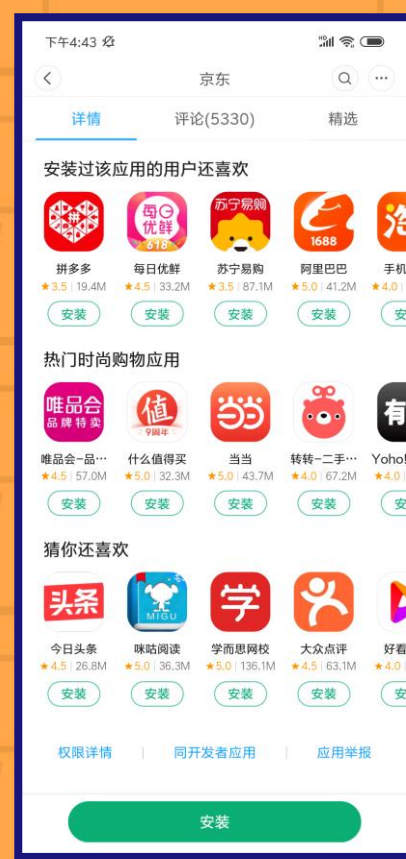 下午4:43
HD
京东
详情 评论(5330) 精选
安装过该应用的用户还喜欢
拼 每日优鲜 618 苏宁易购 1688 淘
拼多多 每日优鲜 苏宁易购 阿里巴巴 手机
★3.5 19.4M ★4.5 33.2M ★3.5 87.1M ★5.0 41.2M ★4.0
安装 安装 安装 安装 安
热门时尚购物应用
唯品会 品牌特卖 值 9周年 当当 有
唯品会-品… 什么值得买 当当 转转-二手… Yoho!
★4.5 57.0M ★5.0 32.3M ★5.0 43.7M ★4.0 67.2M ★4.0
安装 安装 安装 安装 安
猜你还喜欢
头条 MIGU 学
今日头条 咪咕阅读 学而思网校 大众点评 好看
★4.5 26.8M ★5.0 36.3M ★5.0 136.1M ★4.5 63.1M ★4.0
安装 安装 安装 安装 安
权限详情 同开发者应用 应用举报
安装